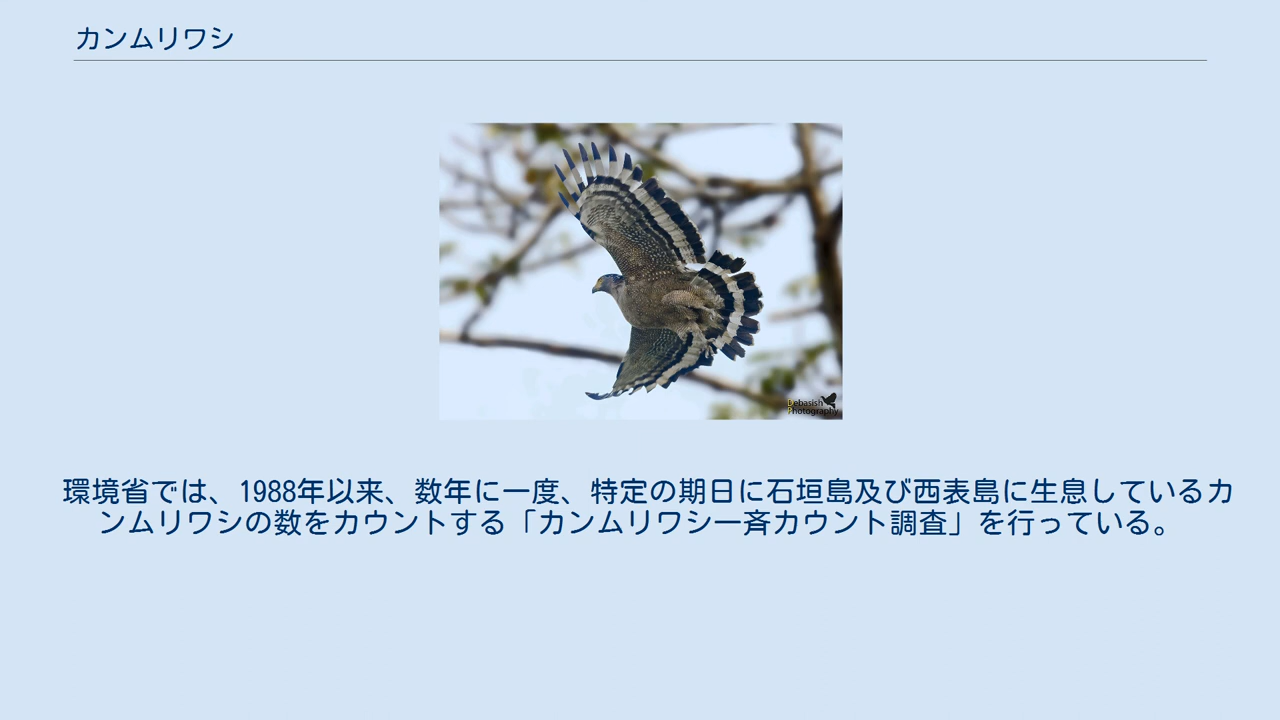 カンムリワシ
Debasish
Photography
環境省では、1988年以来、数年に一度、特定の期日に石垣島及び西表島に生息しているカ
ンムリワシの数をカウントする「カンムリワシ一斉カウント調査」を行っている。